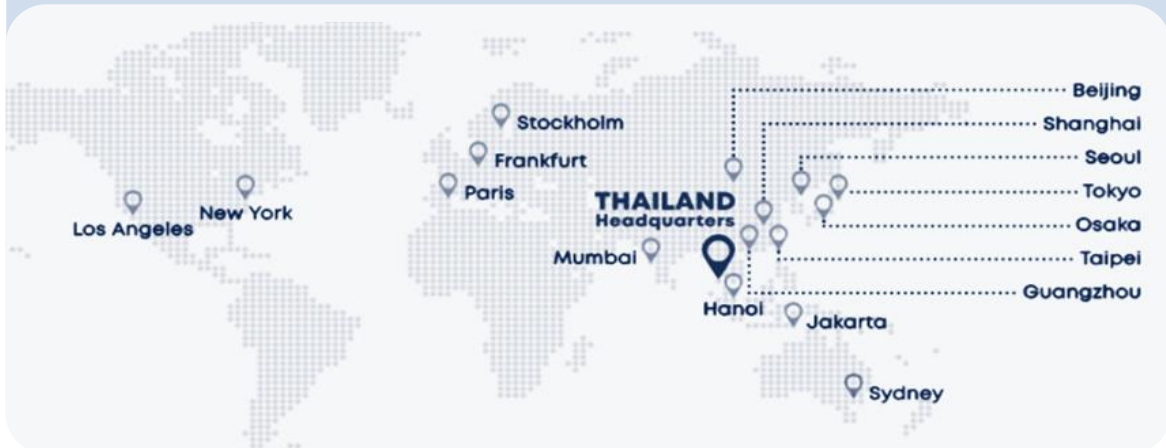 Beijing
Shanghai
Stockholm
Seoul
Frankfurt
Tokyo
Paris
THAILAND
Headquarters
New York
Los Angeles
Osaka
Mumbai
Taipei
Guangzhou
Hanoi
Jakarta
Sydney